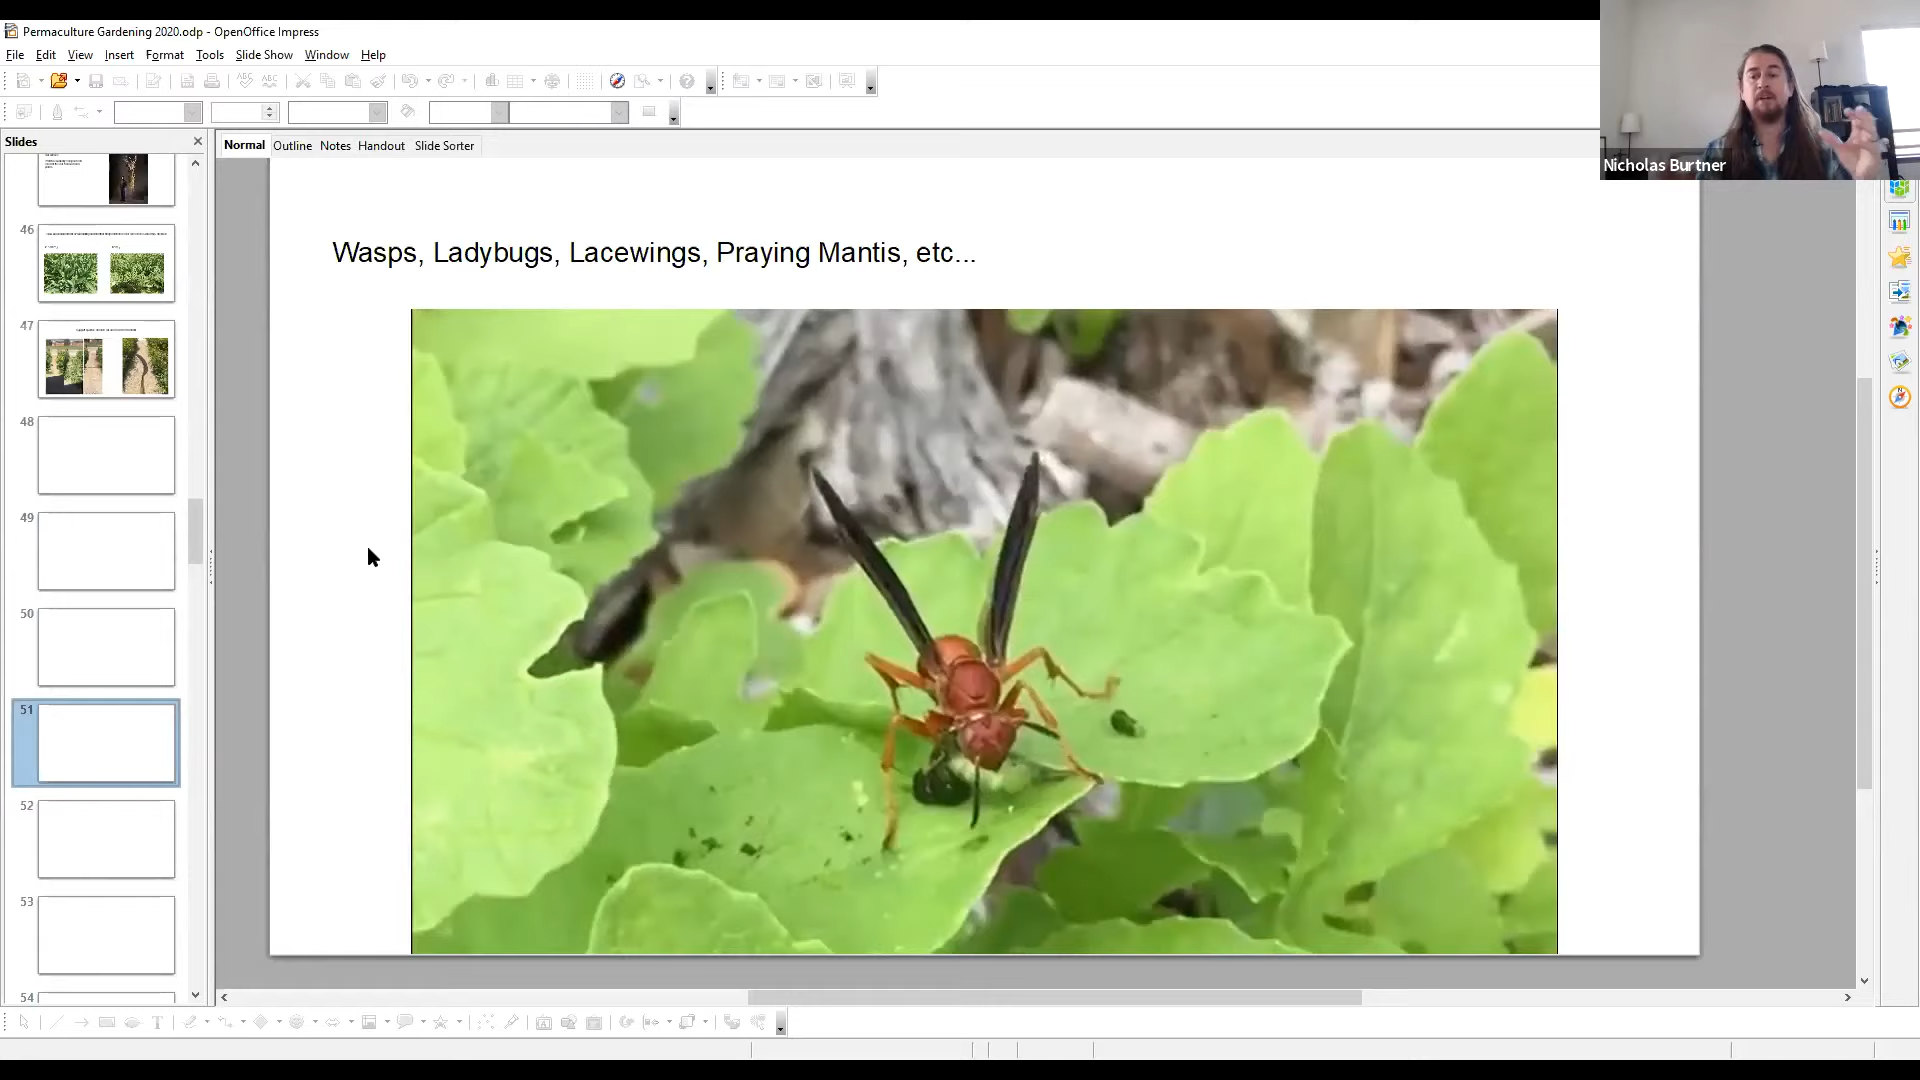 Permaculture Gardening 2020.odp - OpenOffice Impress
File Edit View Insert Format Tools Slide Show Window Help
Nicholas Burtner
Slides
Normal Outline Notes Handout Slide Sorter
Wasps, Ladybugs, Lacewings, Praying Mantis, etc...
46
47
48
49
50
51
52
53
54